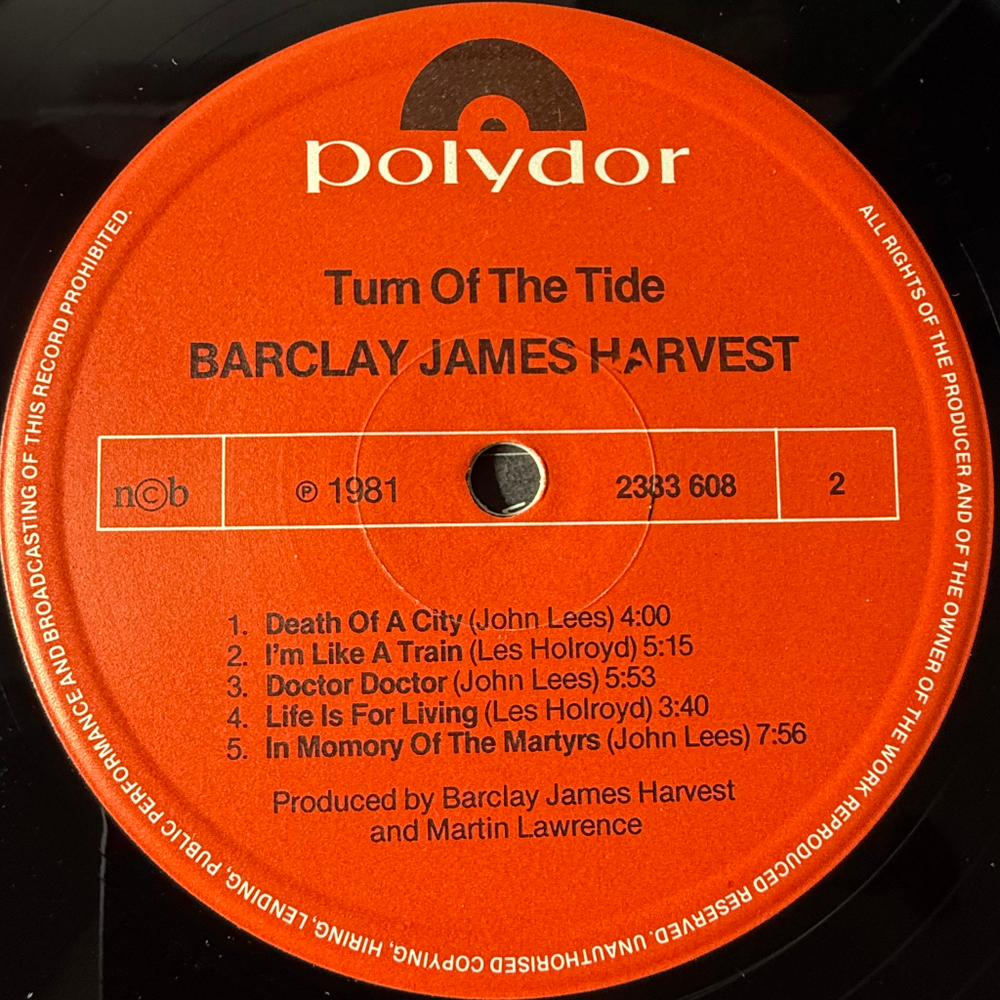 polydor
Turn Of The Tide
BARCLAY JAMES HARVEST
n©b ℗ 1981 2383 608 2
1. Death Of A City (John Lees) 4:00
2. I'm Like A Train (Les Holroyd) 5:15
3. Doctor Doctor (John Lees) 5:53
4. Life Is For Living (Les Holroyd) 3:40
5. In Momory Of The Martyrs (John Lees) 7:56
Produced by Barclay James Harvest
and Martin Lawrence
ALL RIGHTS OF THE PRODUCER AND OF THE OWNER OF THE WORK REPRODUCED RESERVED. UNAUTHORISED COPYING, HIRING, LENDING, PUBLIC PERFORMANCE AND BROADCASTING OF THIS RECORD PROHIBITED.